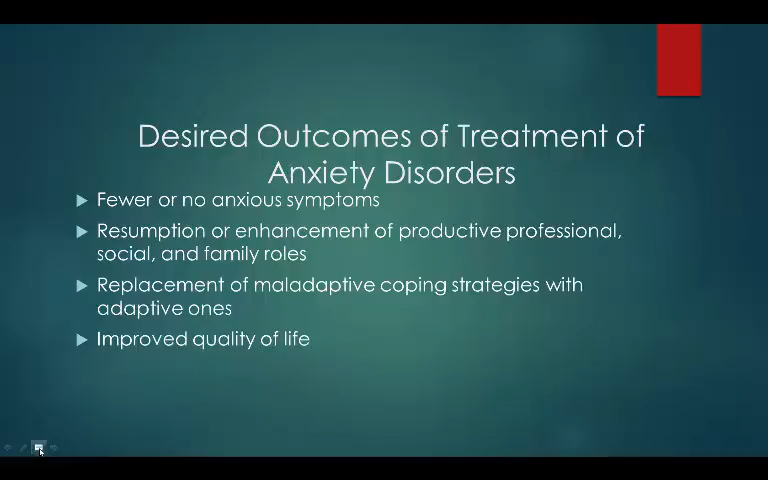 Desired Outcomes of Treatment of
Anxiety Disorders
Fewer or no anxious symptoms
Resumption or enhancement of productive professional,
social, and family roles
Replacement of maladaptive coping strategies with
adaptive ones
Improved quality of life